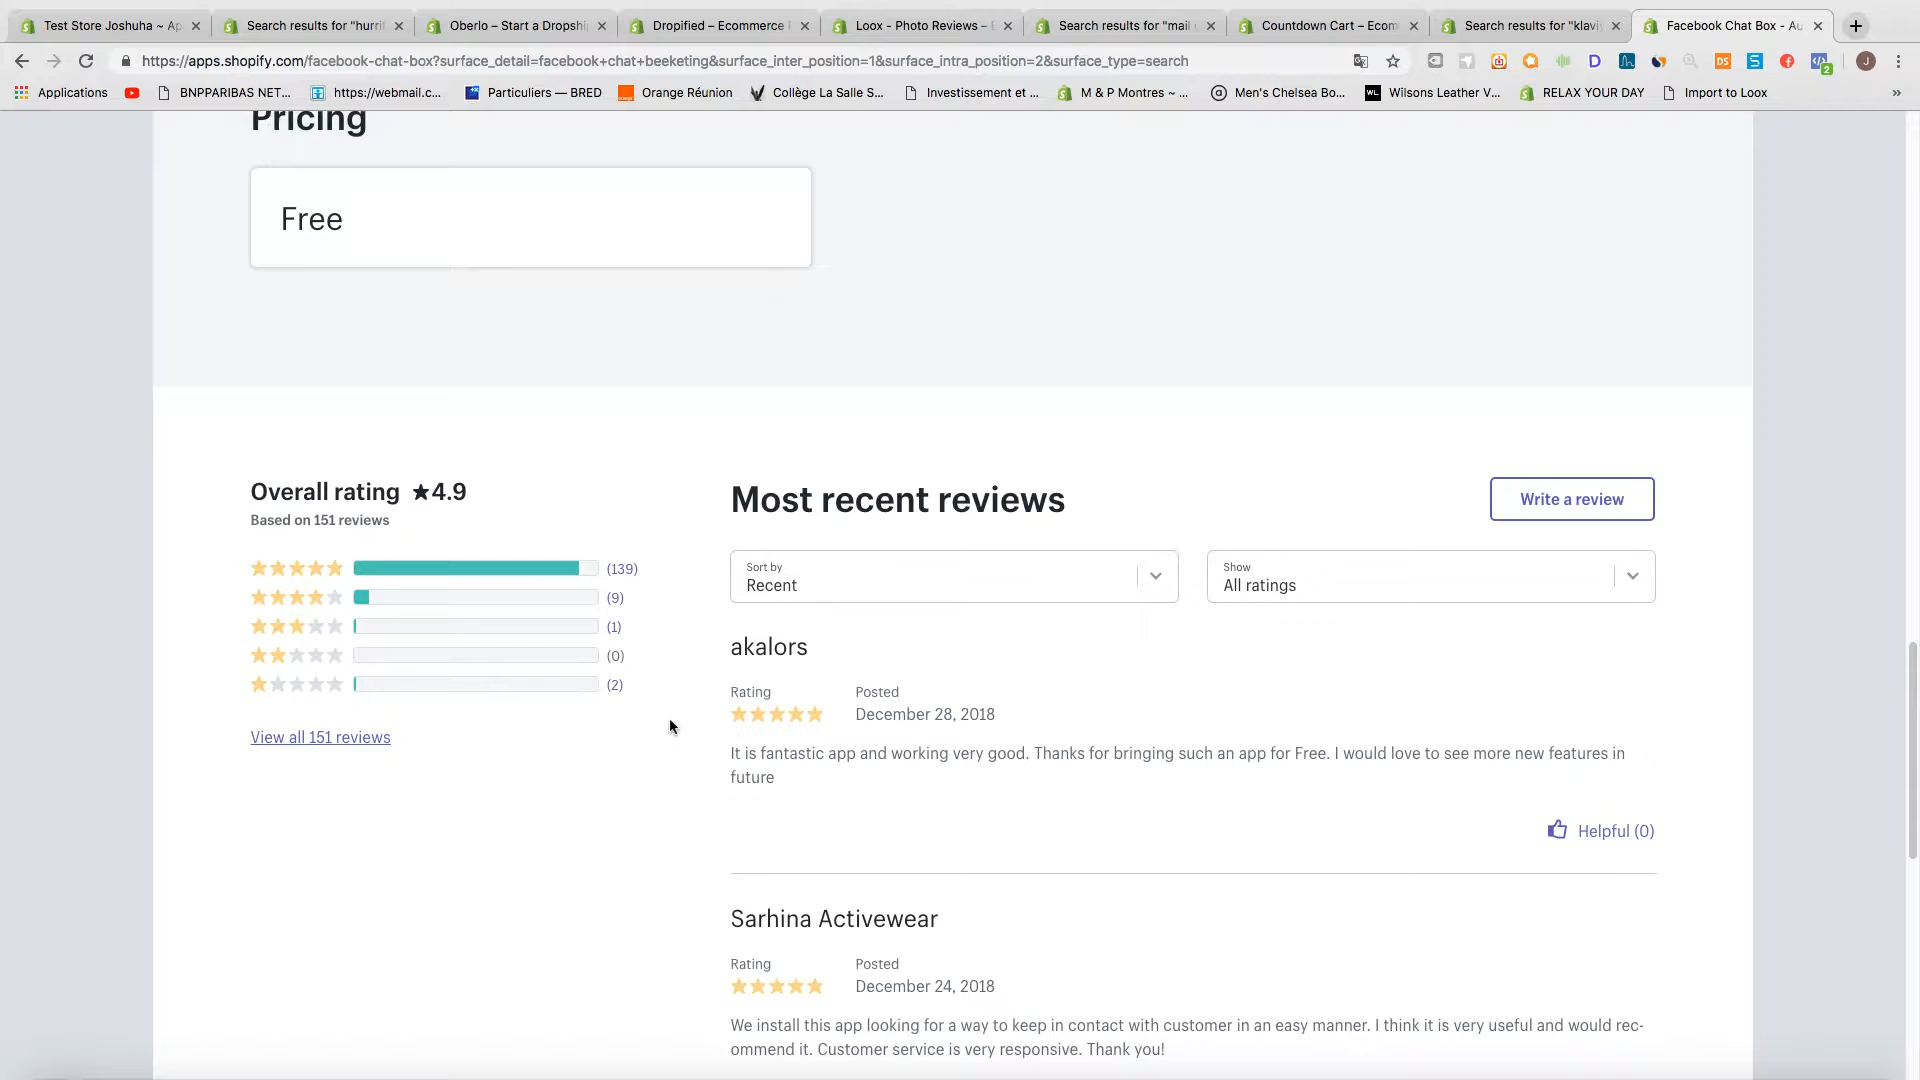 Test Store Joshuha ~ Ap
Search results for "hurri
Oberlo – Start a Dropshi
Dropified – Ecommerce
Loox - Photo Reviews –
Search results for "mail
Countdown Cart – Ecom
Search results for "klavi
Facebook Chat Box - Au
https://apps.shopify.com/facebook-chat-box?surface_detail=facebook+chat+beeketing&surface_inter_position=1&surface_intra_position=2&surface_type=search
Applications
BNPPARIBAS NET...
https://webmail.c...
Particuliers — BRED
Orange Réunion
Collège La Salle S...
Investissement et ...
M & P Montres ~ ...
Men's Chelsea Bo...
Wilsons Leather V...
RELAX YOUR DAY
Import to Loox
»
Pricing
Free
Overall rating ★4.9
Based on 151 reviews
(139)
(9)
(1)
(0)
(2)
View all 151 reviews
Most recent reviews
Write a review
Sort by
Recent
Show
All ratings
akalors
Rating
Posted
December 28, 2018
It is fantastic app and working very good. Thanks for bringing such an app for Free. I would love to see more new features in
future
Helpful (0)
Sarhina Activewear
Rating
Posted
December 24, 2018
We install this app looking for a way to keep in contact with customer in an easy manner. I think it is very useful and would rec-
ommend it. Customer service is very responsive. Thank you!